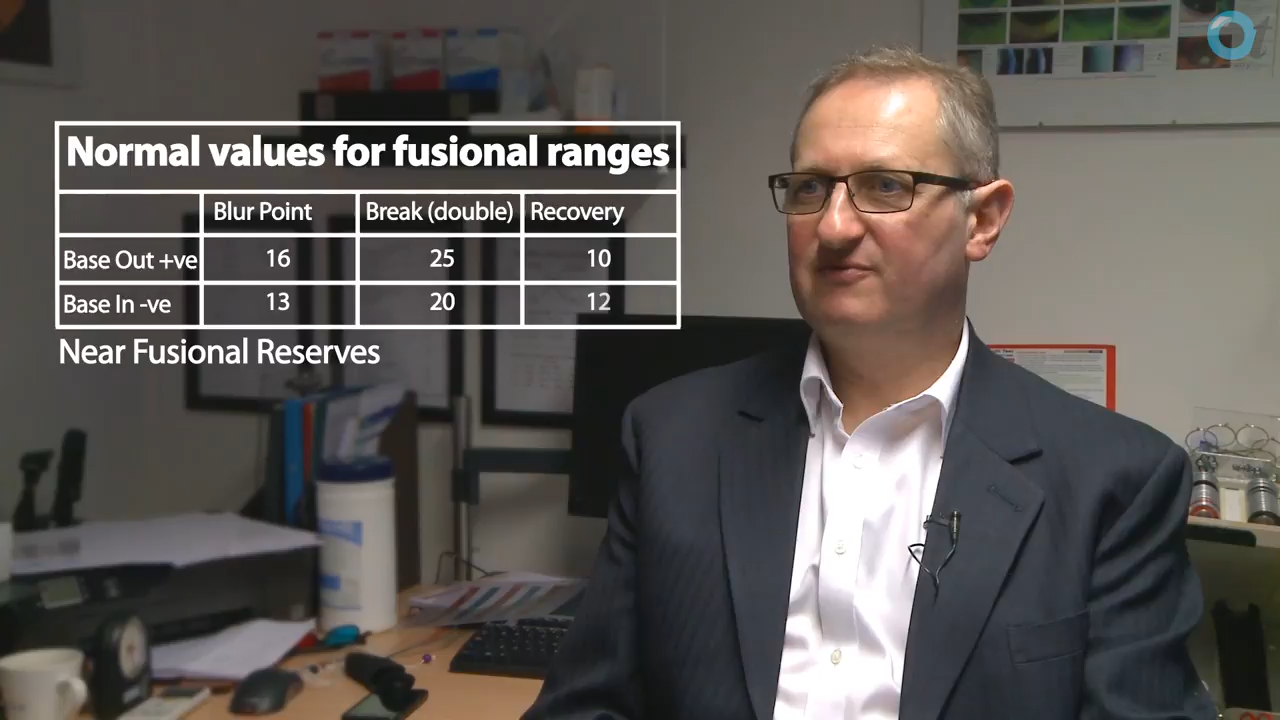 Normal values for fusional ranges
Blur Point Break (double) Recovery
Base Out +ve 16 25 10
Base In -ve 13 20 12
Near Fusional Reserves
ot